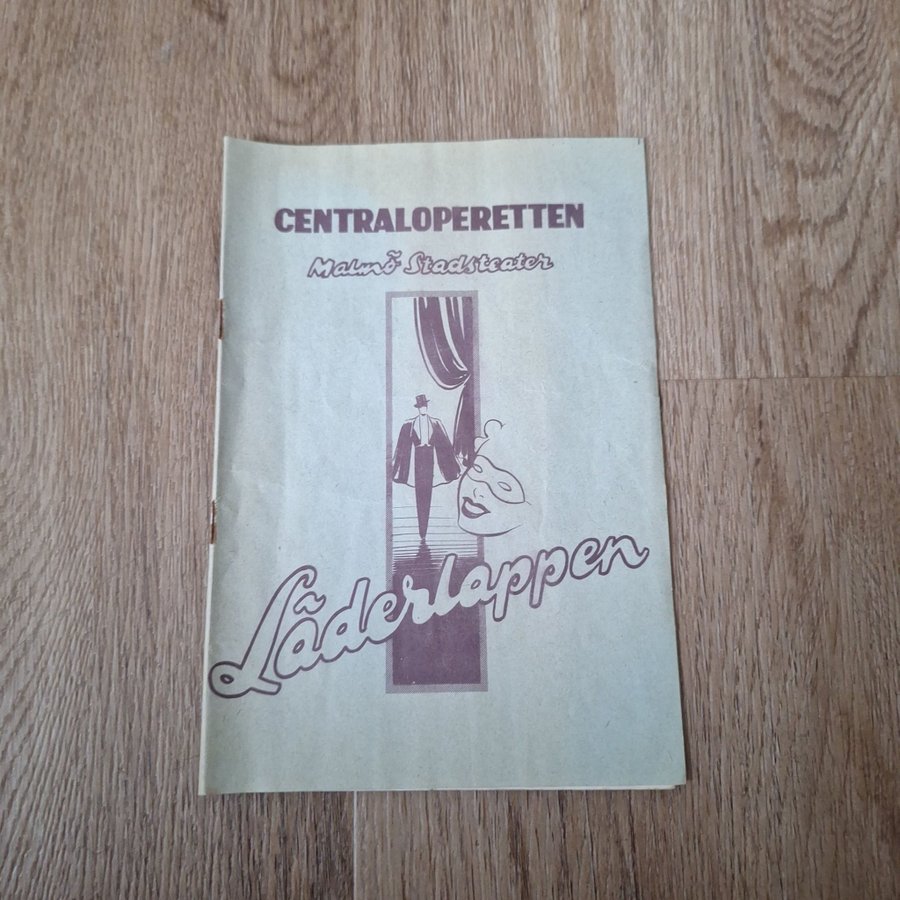 CENTRALOPERETTEN
Malmö Stadsteater
Läderlappen